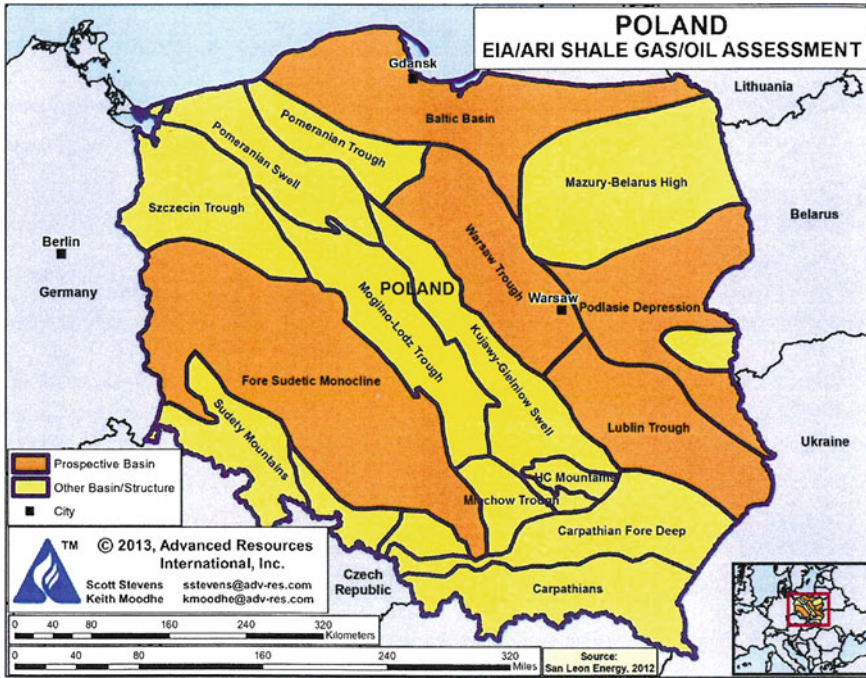 POLAND
EIA/ARI SHALE GAS/OIL ASSESSMENT
Gdansk
Lithuania
Baltic Basin
Pomeranian Trough
Pomeranian Swell
Mazury-Belarus High
Szczecin Trough
Belarus
Berlin
Germany
Warsaw Trough
POLAND
Warsaw
Podlasie Depression
Mogilno-Lodz Trough
Kujawy-Gielniow Swell
Fore Sudetic Monocline
Sudety Mountains
Lublin Trough
Ukraine
Prospective Basin
Other Basin/Structure
City
HC Mountains
Miechow Trough
Carpathian Fore Deep
Carpathians
Czech
Republic
TM
© 2013, Advanced Resources
International, Inc.
Scott Stevens sstevens@adv-res.com
Keith Moodhe kmoodhe@adv-res.com
0 40 80 160 240 320
Kilometers
0 40 80 160 240 320
Miles
Source:
San Leon Energy, 2012